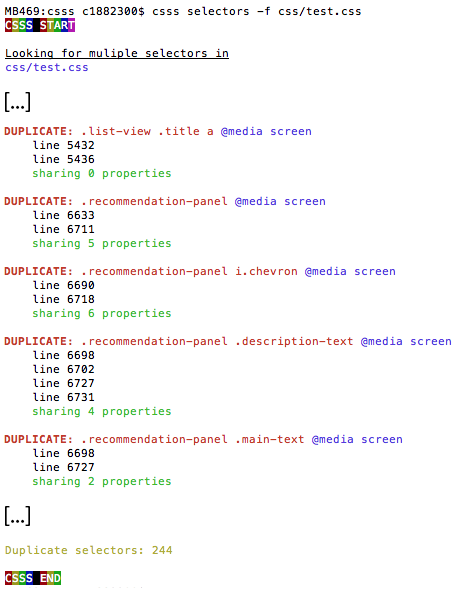 MB469:csss c1882300$ csss selectors -f css/test.css
CSSS START
Looking for muliple selectors in
css/test.css
[...]
DUPLICATE: .list-view .title a @media screen
line 5432
line 5436
sharing 0 properties
DUPLICATE: .recommendation-panel @media screen
line 6633
line 6711
sharing 5 properties
DUPLICATE: .recommendation-panel i.chevron @media screen
line 6690
line 6718
sharing 6 properties
DUPLICATE: .recommendation-panel .description-text @media screen
line 6698
line 6702
line 6727
line 6731
sharing 4 properties
DUPLICATE: .recommendation-panel .main-text @media screen
line 6698
line 6727
sharing 2 properties
[...]
Duplicate selectors: 244
CSSS END